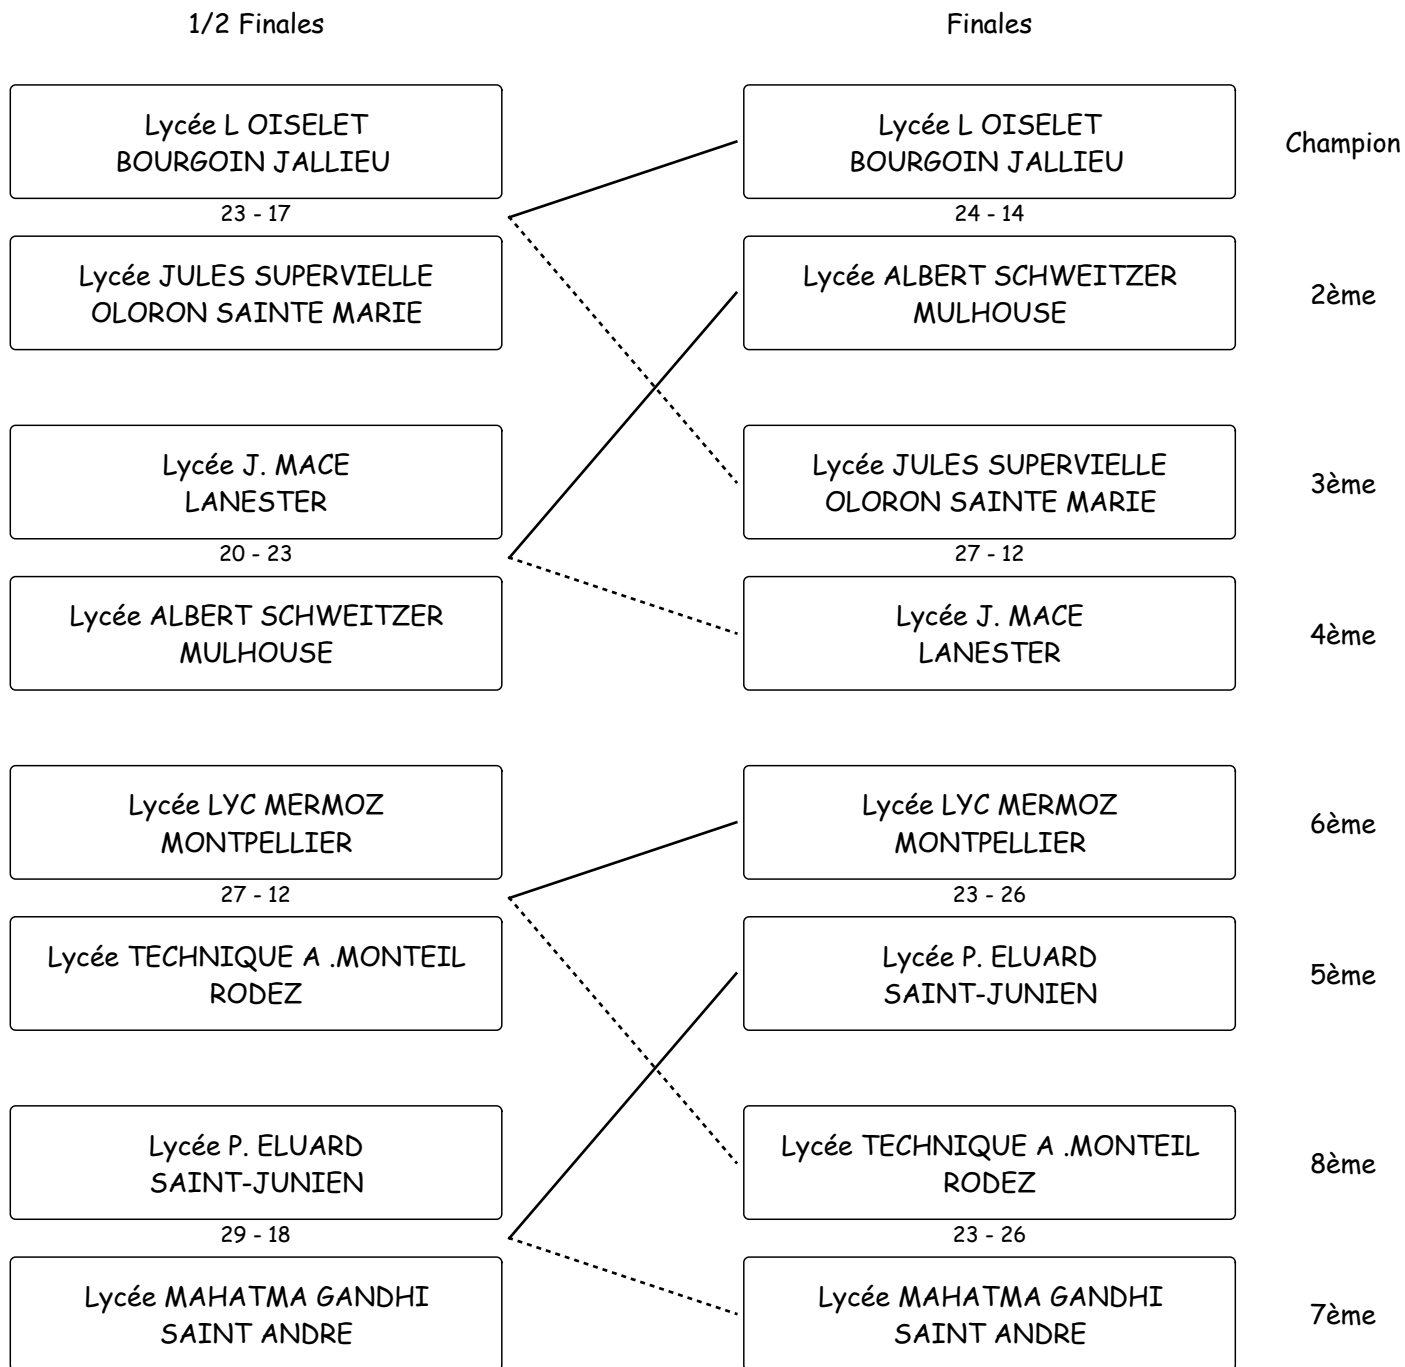 1/2 Finales
Finales
Lycée L OISELET
BOURGOIN JALLIEU
23 - 17
Lycée JULES SUPERVIELLE
OLORON SAINTE MARIE
Lycée L OISELET
BOURGOIN JALLIEU
24 - 14
Lycée ALBERT SCHWEITZER
MULHOUSE
Champion
2ème
Lycée J. MACE
LANESTER
20 - 23
Lycée ALBERT SCHWEITZER
MULHOUSE
Lycée JULES SUPERVIELLE
OLORON SAINTE MARIE
27 - 12
Lycée J. MACE
LANESTER
3ème
4ème
Lycée LYC MERMOZ
MONTPELLIER
27 - 12
Lycée TECHNIQUE A .MONTEIL
RODEZ
Lycée LYC MERMOZ
MONTPELLIER
23 - 26
Lycée P. ELUARD
SAINT-JUNIEN
6ème
5ème
Lycée P. ELUARD
SAINT-JUNIEN
29 - 18
Lycée MAHATMA GANDHI
SAINT ANDRE
Lycée TECHNIQUE A .MONTEIL
RODEZ
23 - 26
Lycée MAHATMA GANDHI
SAINT ANDRE
8ème
7ème